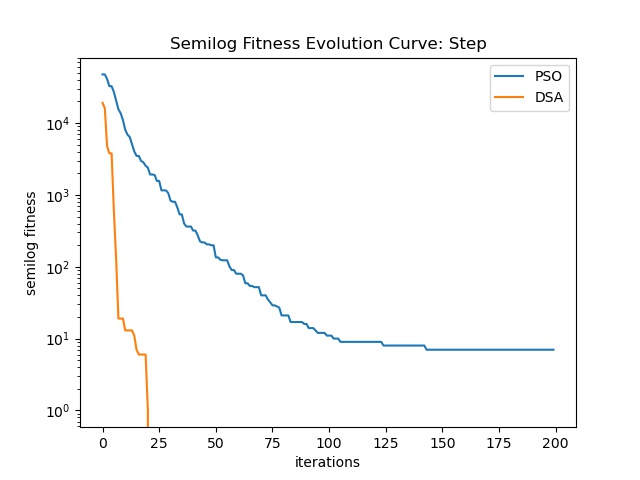 Semilog Fitness Evolution Curve: Step
PSO
DSA
semilog fitness
10^4
10^3
10^2
10^1
10^0
0 25 50 75 100 125 150 175 200
iterations